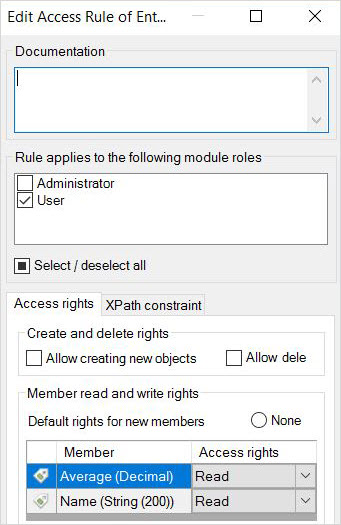 Edit Access Rule of Ent...
Documentation
Rule applies to the following module roles
Administrator
User
Select / deselect all
Access rights XPath constraint
Create and delete rights
Allow creating new objects Allow dele
Member read and write rights
Default rights for new members None
Member Access rights
Average (Decimal) Read
Name (String (200)) Read